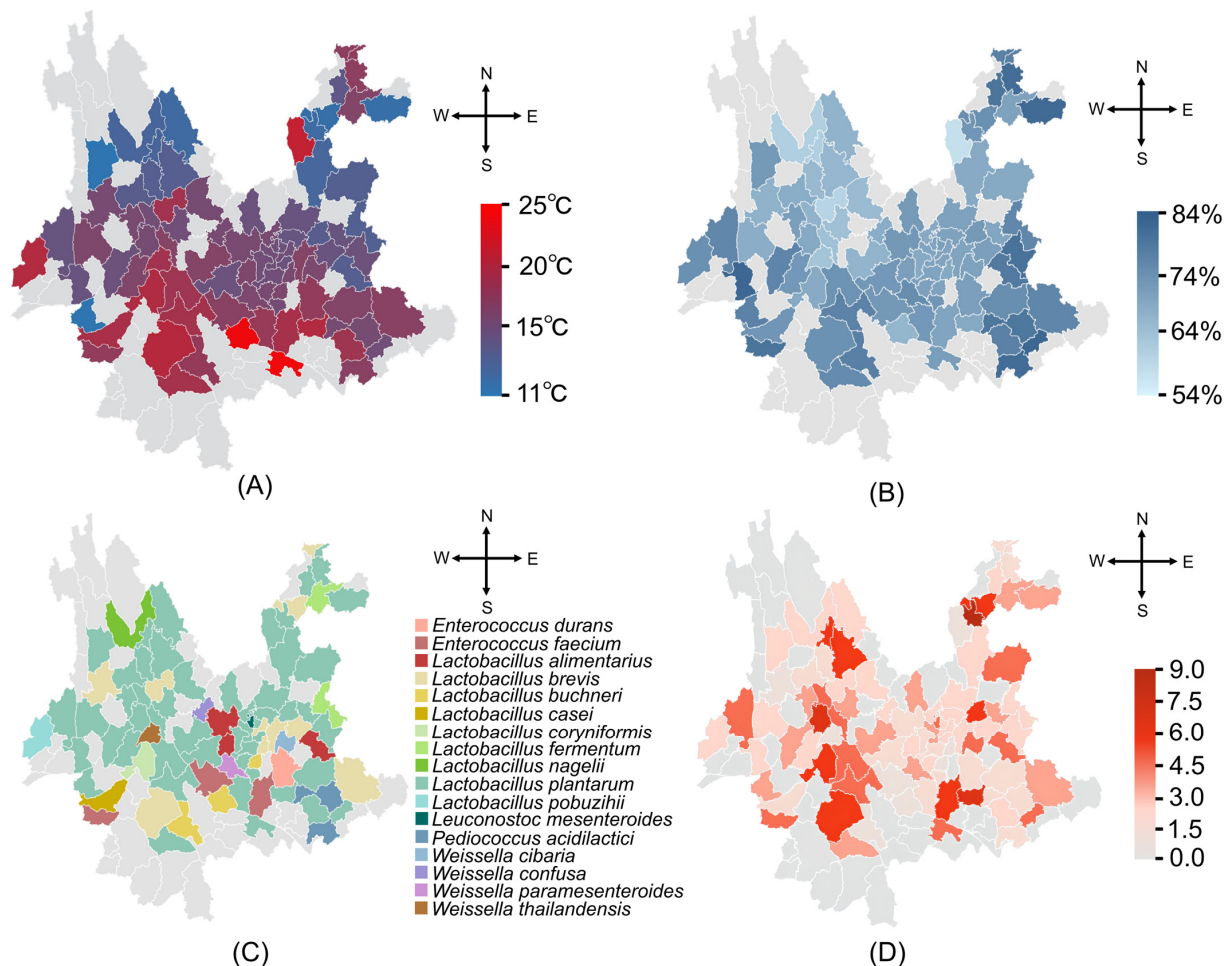 N
W E
S
25℃
20℃
15℃
11℃
(A)
N
W E
S
84%
74%
64%
54%
(B)
N
W E
S
Enterococcus durans
Enterococcus faecium
Lactobacillus alimentarius
Lactobacillus brevis
Lactobacillus buchneri
Lactobacillus casei
Lactobacillus coryniformis
Lactobacillus fermentum
Lactobacillus nagelii
Lactobacillus plantarum
Lactobacillus pobuzihii
Leuconostoc mesenteroides
Pediococcus acidilactici
Weissella cibaria
Weissella confusa
Weissella paramesenteroides
Weissella thailandensis
(C)
N
W E
S
9.0
7.5
6.0
4.5
3.0
1.5
0.0
(D)